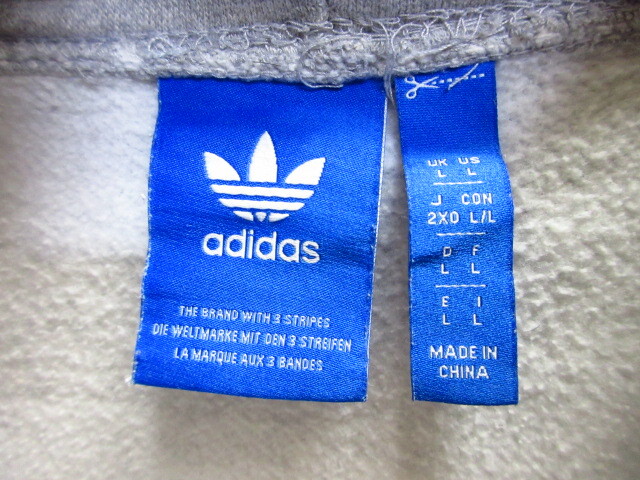 adidas
THE BRAND WITH 3 STRIPES
DIE WELTMARKE MIT DEN 3 STREIFEN
LA MARQUE AUX 3 BANDES
UK US
L L
J CON
2XO L/L
D F
L L
E I
L L
MADE IN
CHINA